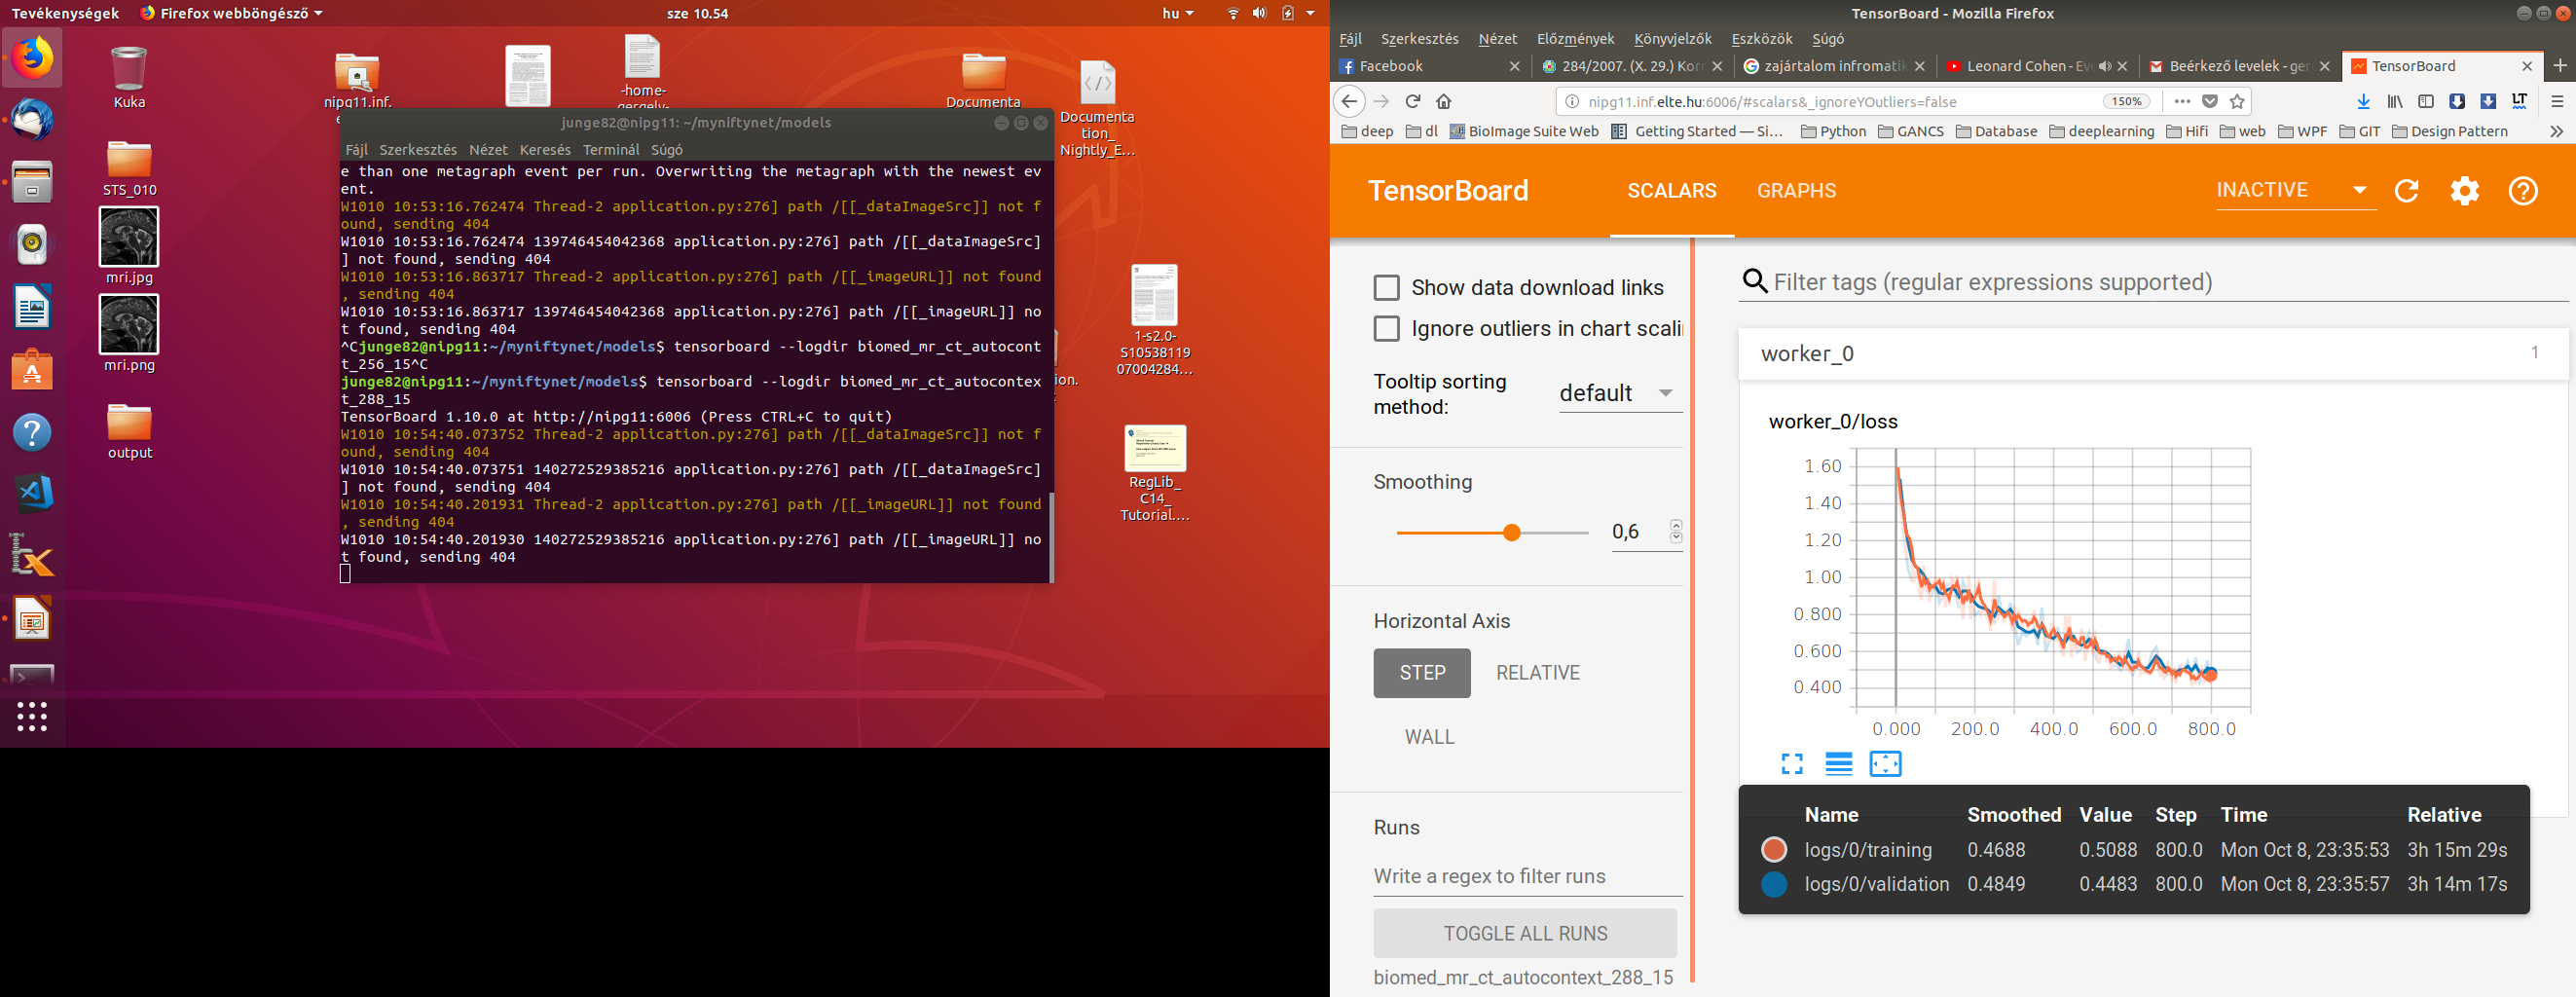 Tevékenységek Firefox webböngésző sze 10.54 hu
Kuka
STS_010
mri.jpg
mri.png
output
nipg11.inf.
-home-
Documenta
Documenta
tion_
Nightly_E...
ion.
1-s2.0-
S10538119
07004284...
RegLib_
C14_
Tutorial....
junge82@nipg11: ~/myniftynet/models
Fájl Szerkesztés Nézet Keresés Terminál Súgó
e than one metagraph event per run. Overwriting the metagraph with the newest ev
ent.
W1010 10:53:16.762474 Thread-2 application.py:276] path /[[_dataImageSrc]] not f
ound, sending 404
W1010 10:53:16.762474 139746454042368 application.py:276] path /[[_dataImageSrc]
] not found, sending 404
W1010 10:53:16.863717 Thread-2 application.py:276] path /[[_imageURL]] not found
, sending 404
W1010 10:53:16.863717 139746454042368 application.py:276] path /[[_imageURL]] no
t found, sending 404
^Cjunge82@nipg11:~/myniftynet/models$ tensorboard --logdir biomed_mr_ct_autocont
t_256_15^C
junge82@nipg11:~/myniftynet/models$ tensorboard --logdir biomed_mr_ct_autocontex
t_288_15
TensorBoard 1.10.0 at http://nipg11:6006 (Press CTRL+C to quit)
W1010 10:54:40.073752 Thread-2 application.py:276] path /[[_dataImageSrc]] not f
ound, sending 404
W1010 10:54:40.073751 140272529385216 application.py:276] path /[[_dataImageSrc]
] not found, sending 404
W1010 10:54:40.201931 Thread-2 application.py:276] path /[[_imageURL]] not found
, sending 404
W1010 10:54:40.201930 140272529385216 application.py:276] path /[[_imageURL]] no
t found, sending 404
TensorBoard - Mozilla Firefox
Fájl Szerkesztés Nézet Előzmények Könyvjelzők Eszközök Súgó
Facebook 284/2007. (X. 29.) Korr zajártalom infromatik Leonard Cohen - Eve Beérkező levelek - ger TensorBoard
nipg11.inf.elte.hu:6006/#scalars&_ignoreYOutliers=false 150%
deep dl BioImage Suite Web Getting Started — Si... Python GANCS Database deeplearning Hifi web WPF GIT Design Pattern
TensorBoard SCALARS GRAPHS INACTIVE
Show data download links
Ignore outliers in chart scali
Tooltip sorting
method: default
Smoothing
0,6
Horizontal Axis
STEP RELATIVE
WALL
Runs
Write a regex to filter runs
TOGGLE ALL RUNS
biomed_mr_ct_autocontext_288_15
Filter tags (regular expressions supported)
worker_0 1
worker_0/loss
1.60
1.40
1.20
1.00
0.800
0.600
0.400
0.000 200.0 400.0 600.0 800.0
Name Smoothed Value Step Time Relative
logs/0/training 0.4688 0.5088 800.0 Mon Oct 8, 23:35:53 3h 15m 29s
logs/0/validation 0.4849 0.4483 800.0 Mon Oct 8, 23:35:57 3h 14m 17s